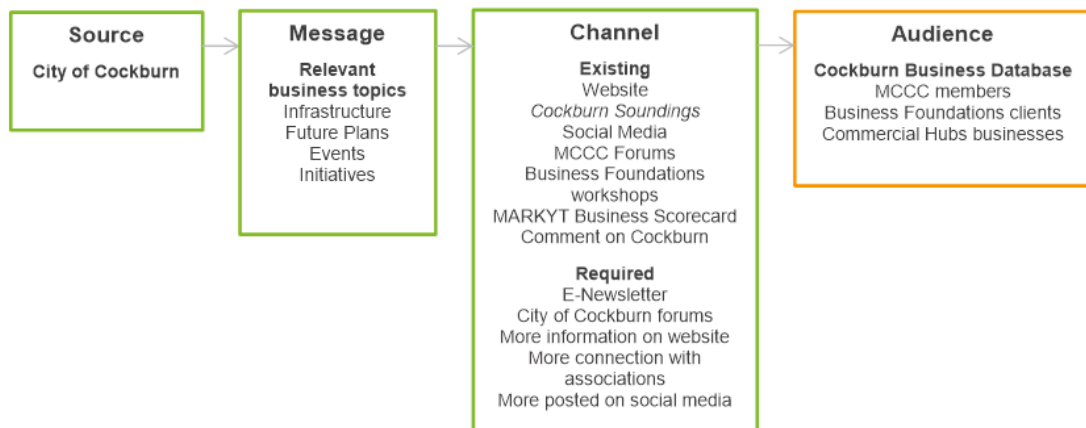 Source
City of Cockburn
Message
Relevant
business topics
Infrastructure
Future Plans
Events
Initiatives
Channel
Existing
Website
Cockburn Soundings
Social Media
MCCC Forums
Business Foundations
workshops
MARKYT Business Scorecard
Comment on Cockburn
Required
E-Newsletter
City of Cockburn forums
More information on website
More connection with
associations
More posted on social media
Audience
Cockburn Business Database
MCCC members
Business Foundations clients
Commercial Hubs businesses